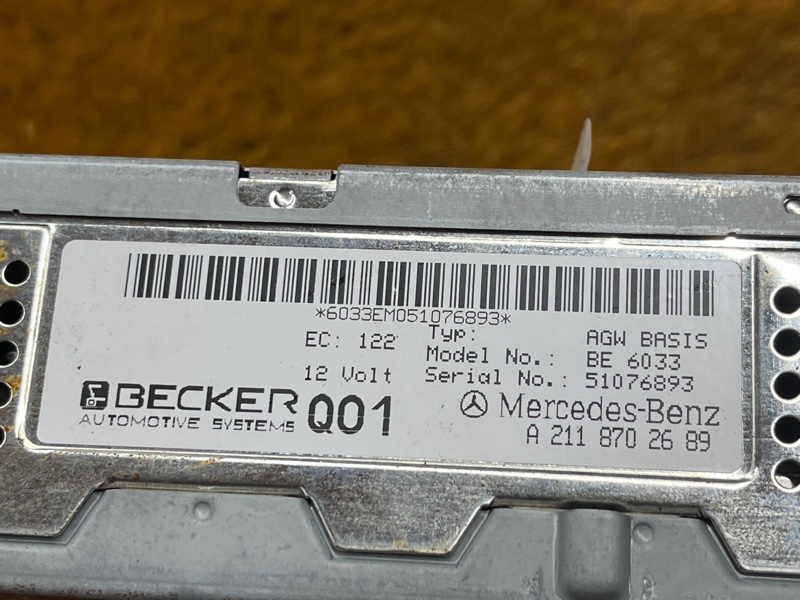 *6033EM051076893*
EC: 122 Typ: AGW BASIS
Model No.: BE 6033
12 Volt Serial No.: 51076893
BECKER
AUTOMOTIVE SYSTEMS Q01
Mercedes-Benz
A 211 870 26 89